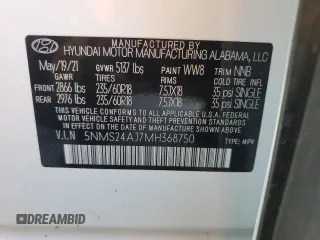 MANUFACTURED BY
HYUNDAI MOTOR MANUFACTURING ALABAMA, LLC
May/19/21 GVWR 5137 lbs PAINT WW8 TRIM NNB
GAWR TIRES RIMS COLD TIRE INFL.
FRONT 2866 lbs 235/60R18 7.5JX18 35 psi SINGLE
REAR 2976 lbs 235/60R18 7.5JX18 35 psi SINGLE
THIS VEHICLE CONFORMS TO ALL APPLICABLE U.S. FEDERAL MOTOR VEHICLE SAFETY, BUMPER, AND THEFT PREVENTION STANDARDS IN EFFECT ON THE DATE OF MANUFACTURE SHOWN ABOVE.
V.I.N 5NMS24AJ7MH368750 TYPE: MPV
DREAMBID